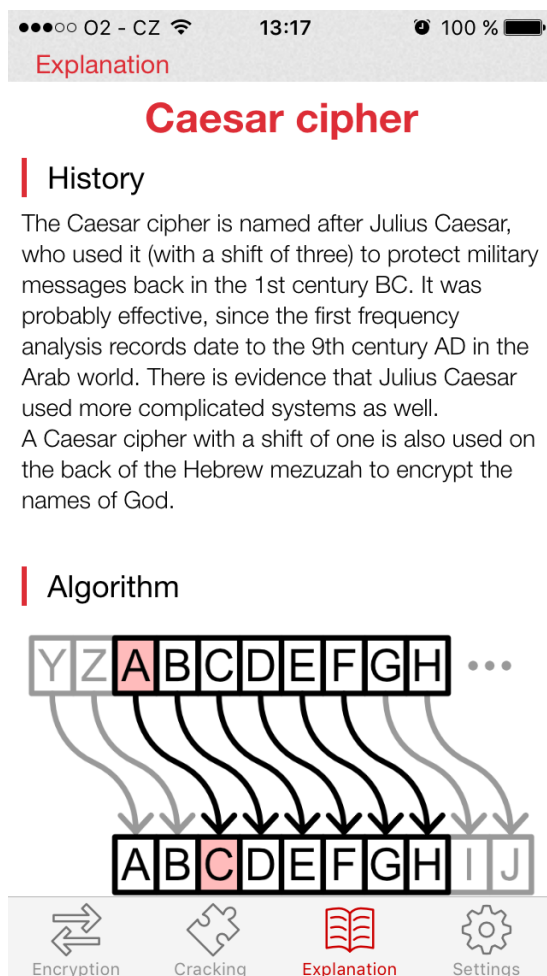 O2 - CZ 13:17 100 %
Explanation
Caesar cipher
History
The Caesar cipher is named after Julius Caesar,
who used it (with a shift of three) to protect military
messages back in the 1st century BC. It was
probably effective, since the first frequency
analysis records date to the 9th century AD in the
Arab world. There is evidence that Julius Caesar
used more complicated systems as well.
A Caesar cipher with a shift of one is also used on
the back of the Hebrew mezuzah to encrypt the
names of God.
Algorithm
Y Z A B C D E F G H ...
A B C D E F G H I J
Encryption Cracking Explanation Settings